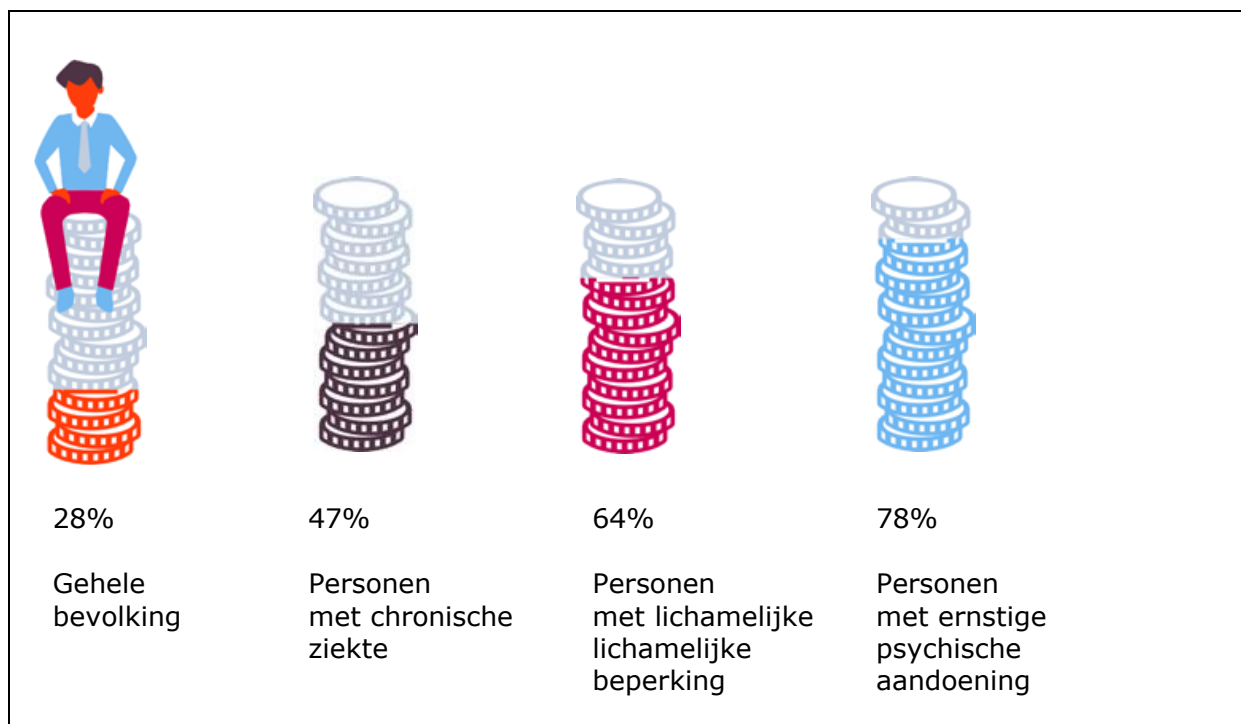 28%
Gehele
bevolking
47%
Personen
met chronische
ziekte
64%
Personen
met lichamelijke
lichamelijke
beperking
78%
Personen
met ernstige
psychische
aandoening